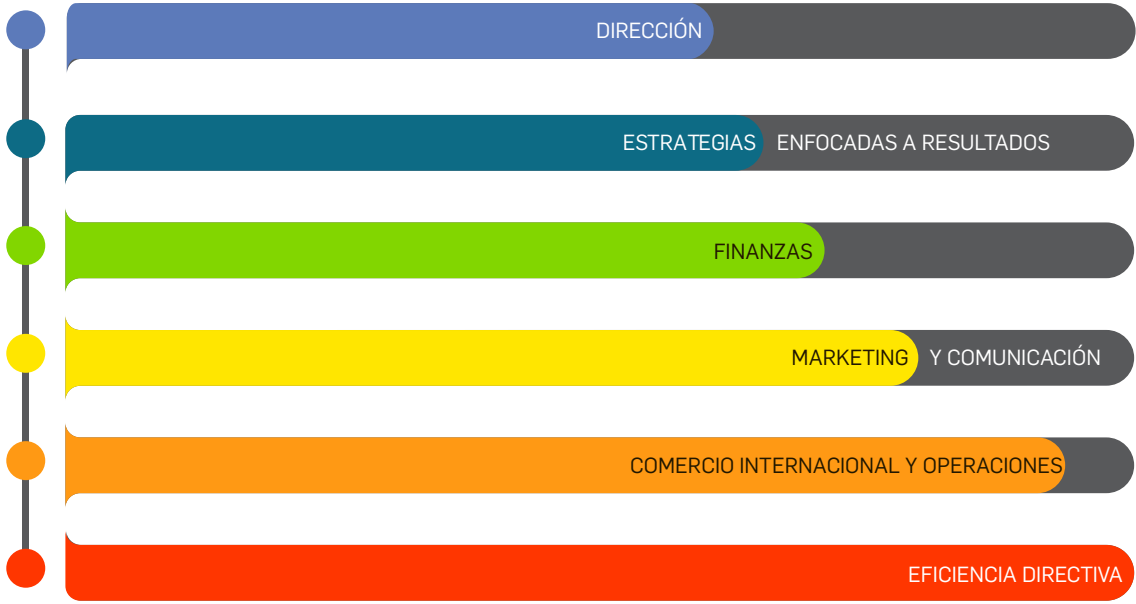 DIRECCIÓN
ESTRATEGIAS ENFOCADAS A RESULTADOS
FINANZAS
MARKETING Y COMUNICACIÓN
COMERCIO INTERNACIONAL Y OPERACIONES
EFICIENCIA DIRECTIVA